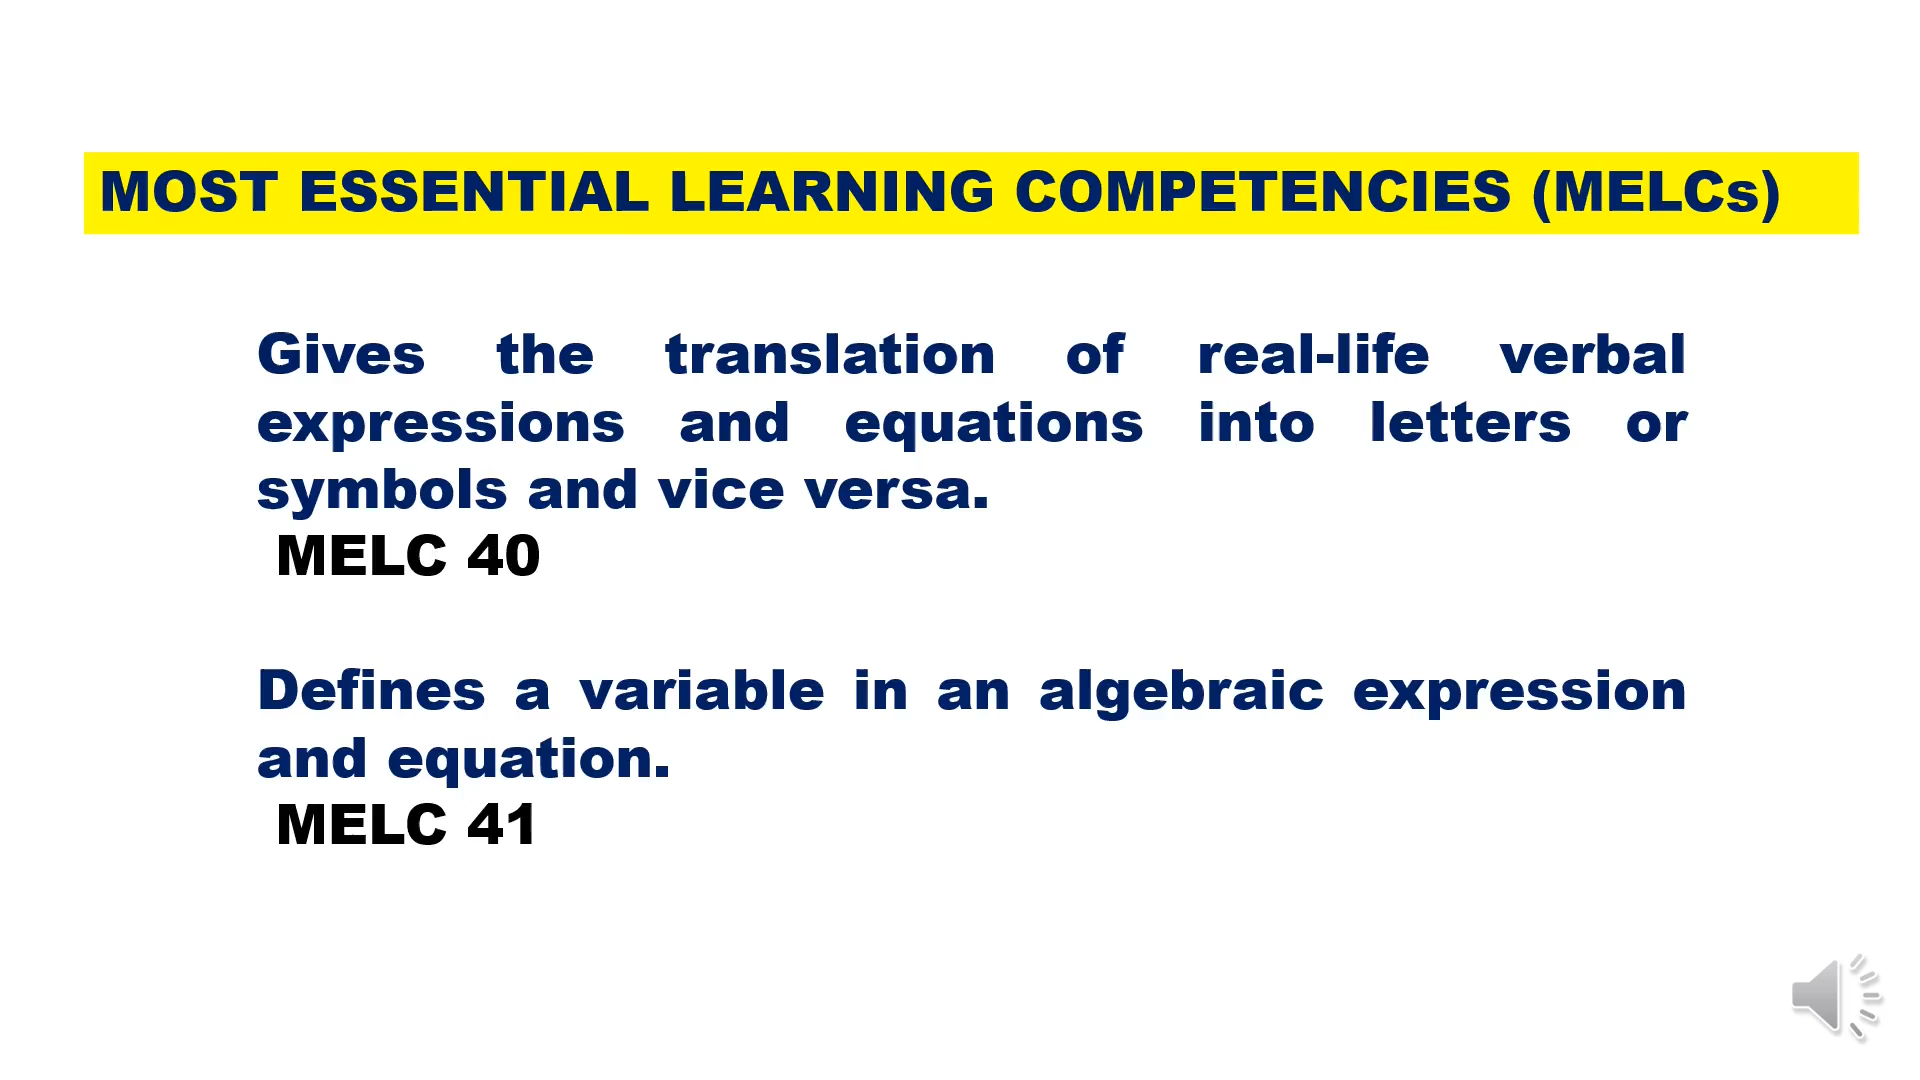 MOST ESSENTIAL LEARNING COMPETENCIES (MELCs)
Gives the translation of real-life verbal
expressions and equations into letters or
symbols and vice versa.
MELC 40
Defines a variable in an algebraic expression
and equation.
MELC 41